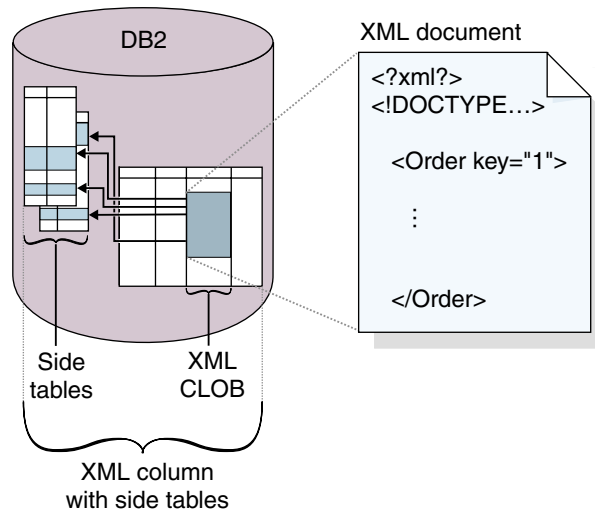 DB2
XML document
<?xml?>
<!DOCTYPE...>
<Order key="1">
⋮
</Order>
Side
tables
XML
CLOB
XML column
with side tables